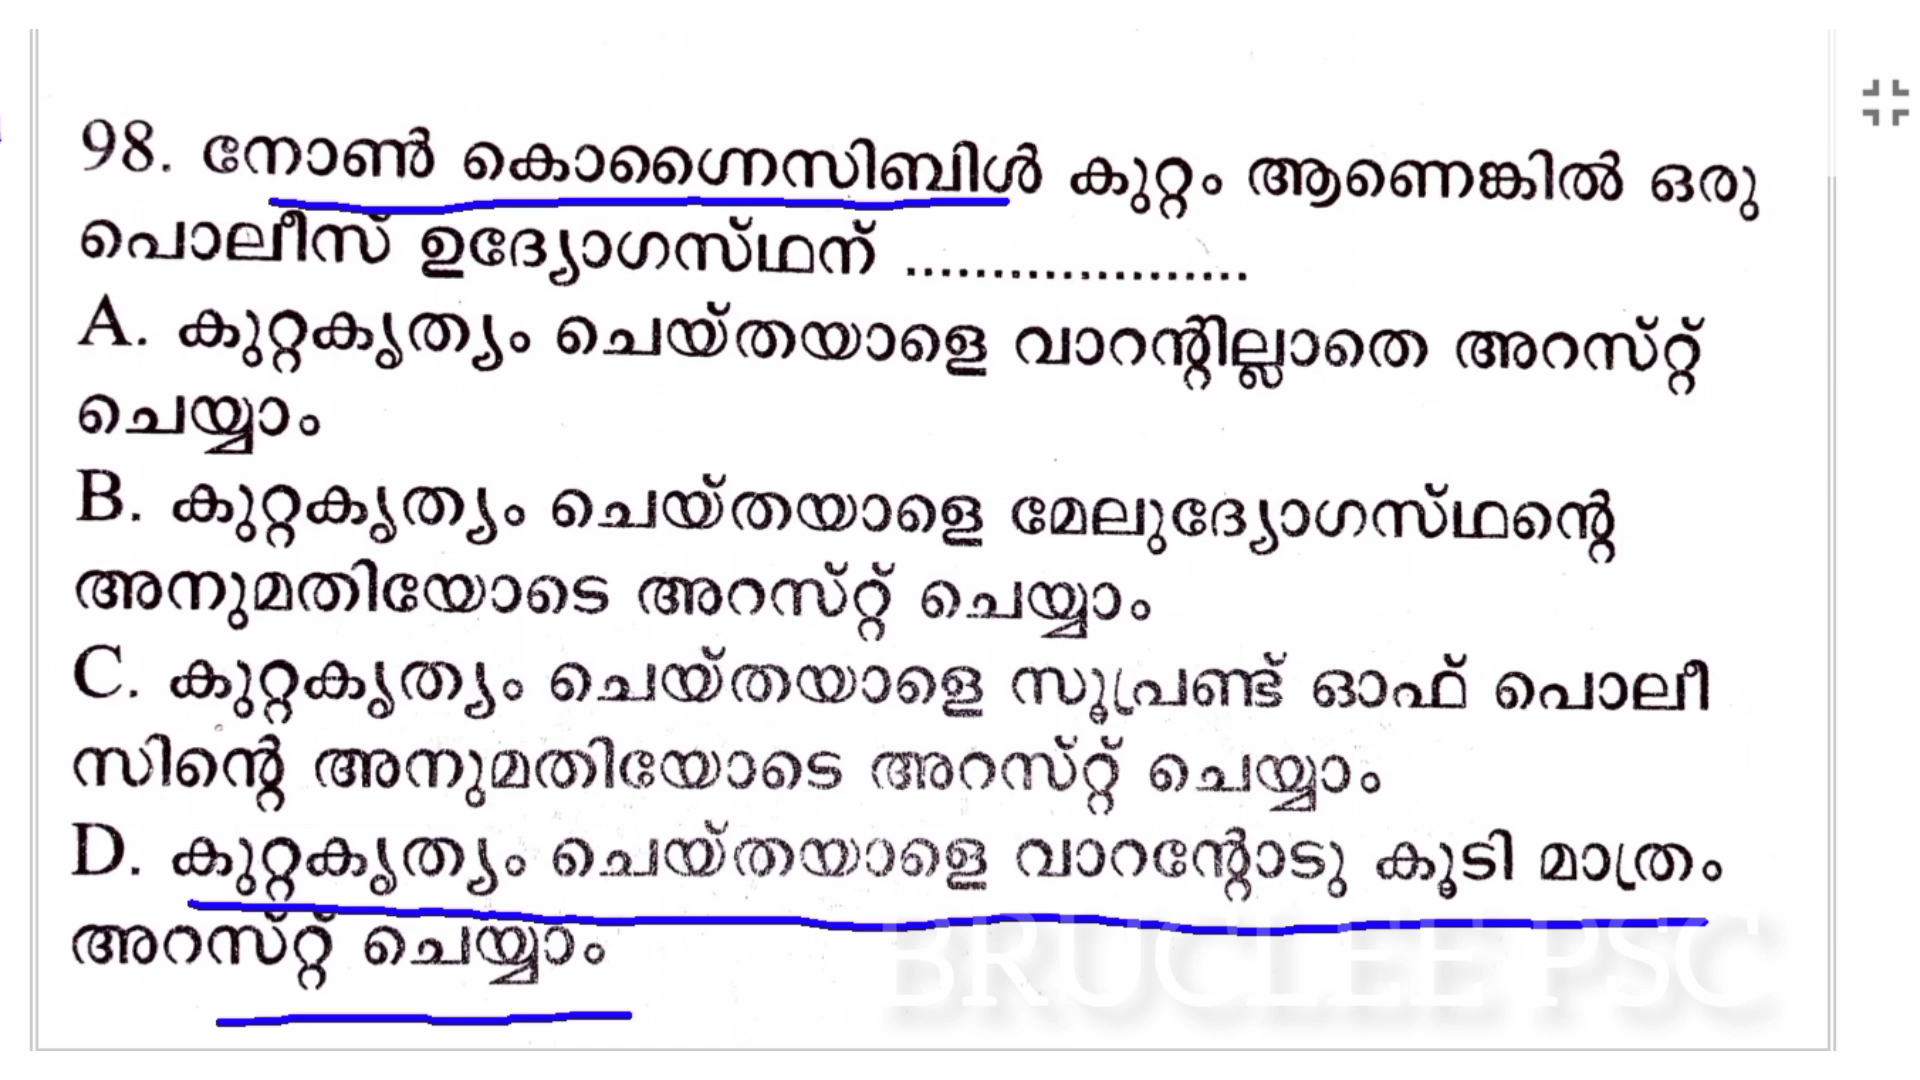 98. നോൺ കൊഗ്നൈസിബിൾ കുറ്റം ആണെങ്കിൽ ഒരു
പൊലീസ് ഉദ്യോഗസ്ഥന് .....................
A. കുറ്റകൃത്യം ചെയ്തയാളെ വാറന്റില്ലാതെ അറസ്റ്റ്
ചെയ്യാം
B. കുറ്റകൃത്യം ചെയ്തയാളെ മേലുദ്യോഗസ്ഥന്റെ
അനുമതിയോടെ അറസ്റ്റ് ചെയ്യാം
C. കുറ്റകൃത്യം ചെയ്തയാളെ സൂപ്രണ്ട് ഓഫ് പൊലീ
സിന്റെ അനുമതിയോടെ അറസ്റ്റ് ചെയ്യാം
D. കുറ്റകൃത്യം ചെയ്തയാളെ വാറന്റോടു കൂടി മാത്രം
അറസ്റ്റ് ചെയ്യാം
BRUCLEE PSC